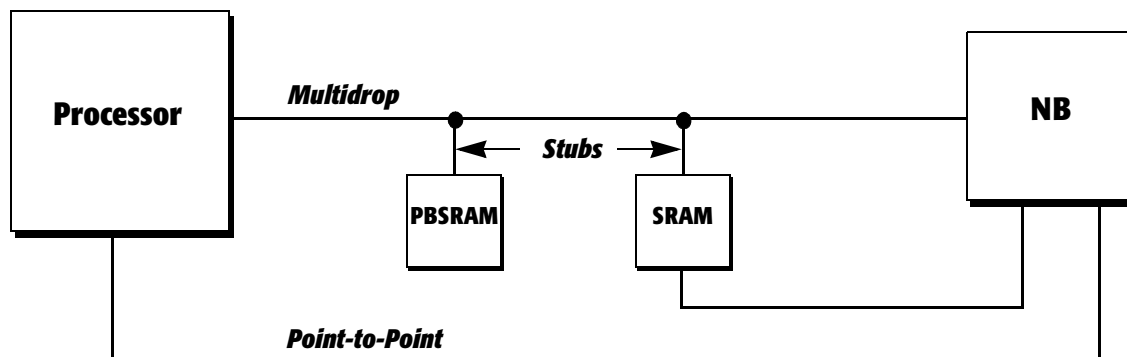 Processor
Multidrop
NB
Stubs
PBSRAM
SRAM
Point-to-Point